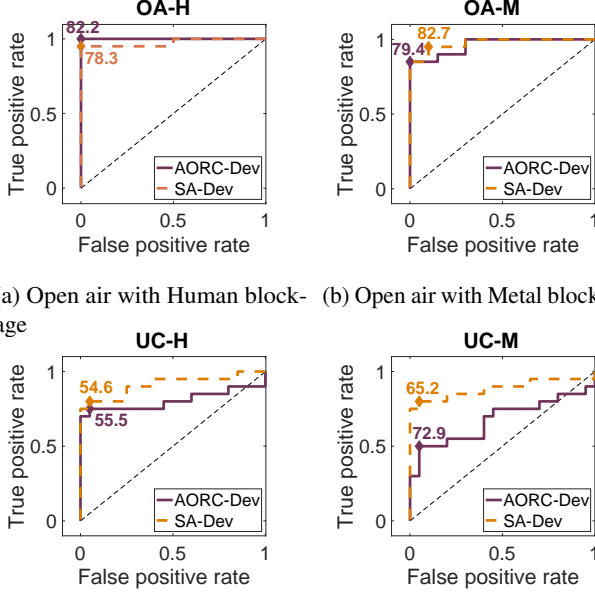 OA-H
OA-M
82.2
78.3
79.4
82.7
True positive rate
1
0.5
0
AORC-Dev
SA-Dev
0
0.5
1
False positive rate
True positive rate
1
0.5
0
AORC-Dev
SA-Dev
0
0.5
1
False positive rate
a) Open air with Human block-
age
(b) Open air with Metal block
UC-H
UC-M
54.6
55.5
65.2
72.9
True positive rate
1
0.5
0
AORC-Dev
SA-Dev
0
0.5
1
False positive rate
True positive rate
1
0.5
0
AORC-Dev
SA-Dev
0
0.5
1
False positive rate